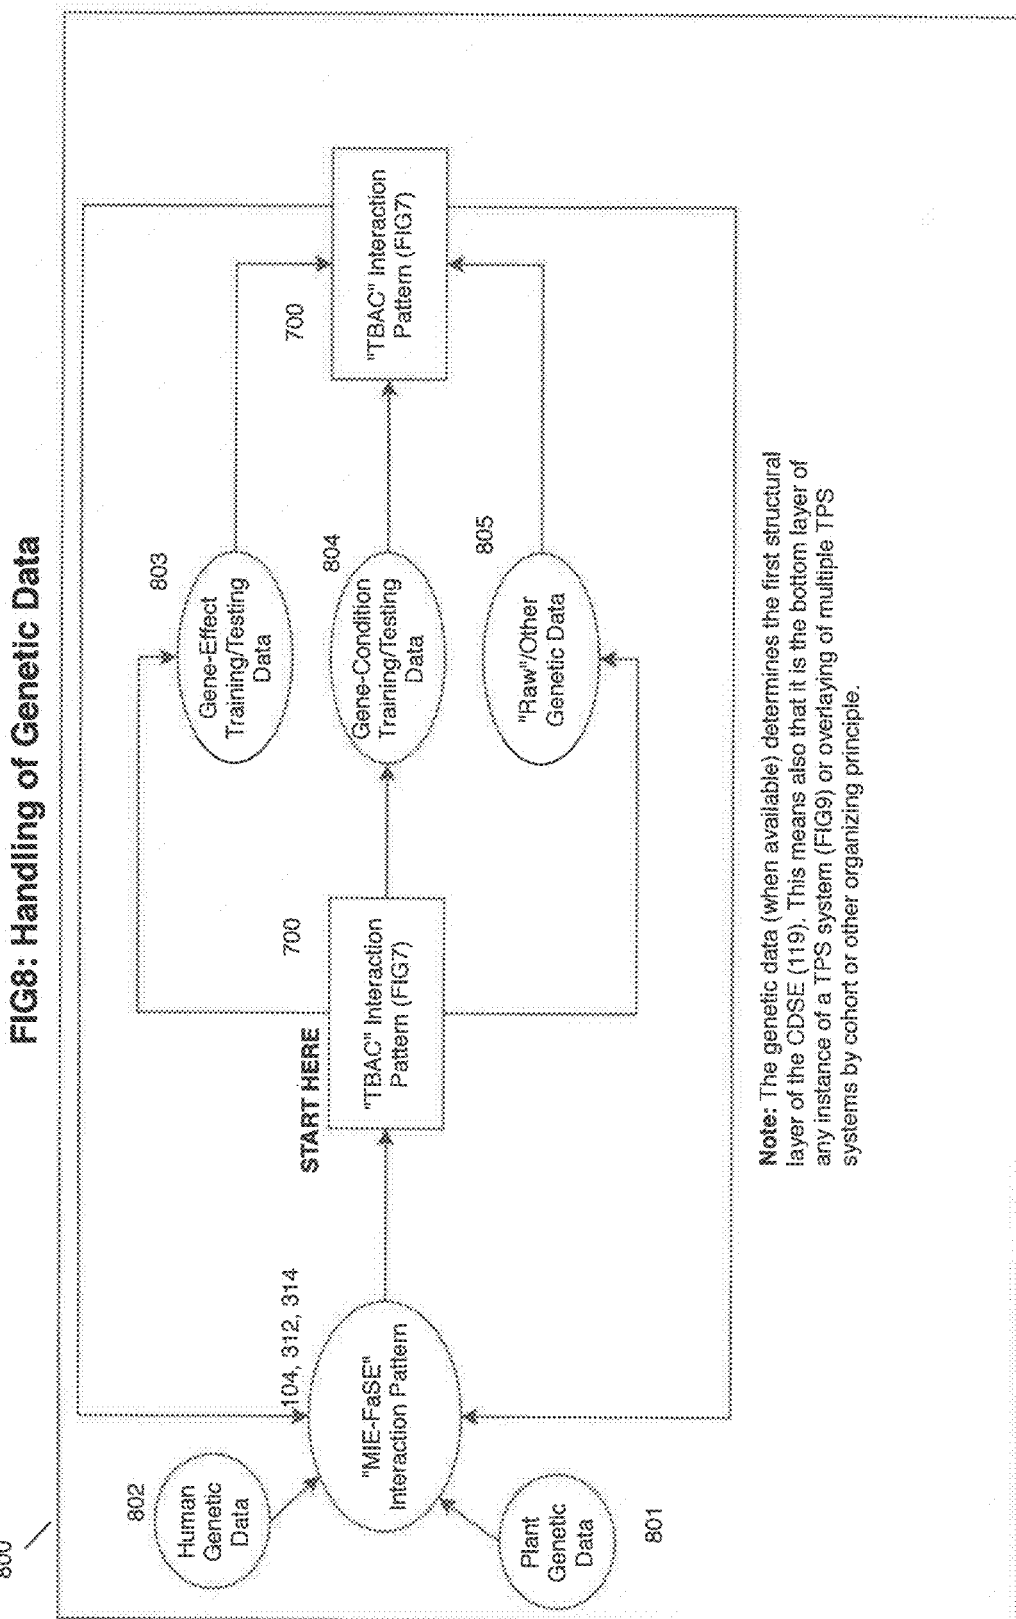 FIG8: Handling of Genetic Data
800
802
Human
Genetic
Data
Plant
Genetic
Data
801
104, 312, 314
"MIE-FaSE"
Interaction Pattern
START HERE
700
"TBAC" Interaction
Pattern (FIG7)
803
Gene-Effect
Training/Testing
Data
804
Gene-Condition
Training/Testing
Data
805
"Raw"/Other
Genetic Data
700
"TBAC" Interaction
Pattern (FIG7)
Note: The genetic data (when available) determines the first structural
layer of the CDSE (119). This means also that it is the bottom layer of
any instance of a TPS system (FIG9) or overlaying of multiple TPS
systems by cohort or other organizing principle.